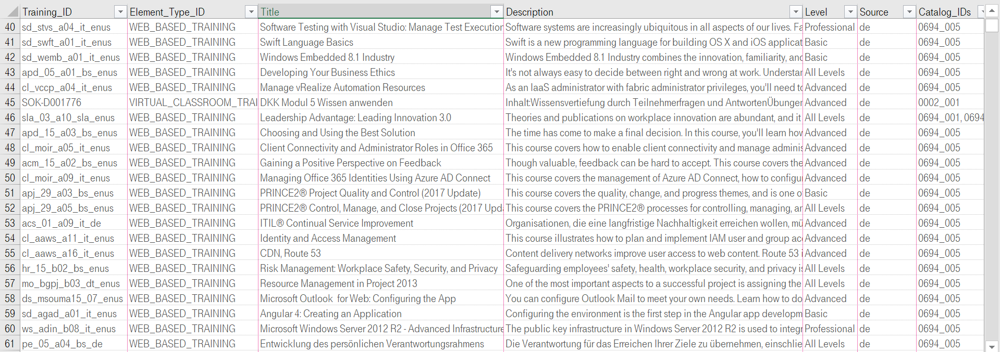 Training_ID Element_Type_ID Title Description Level Source Catalog_IDs
40 sd_stvs_a04_it_enus WEB_BASED_TRAINING Software Testing with Visual Studio: Manage Test Execution Software systems are increasingly ubiquitous in all aspects of our lives. Fa Professional de 0694_005
41 sd_swft_a01_it_enus WEB_BASED_TRAINING Swift Language Basics Swift is a new programming language for building OS X and iOS applicat Basic de 0694_005
42 sd_wemb_a01_it_enus WEB_BASED_TRAINING Windows Embedded 8.1 Industry Windows Embedded 8.1 Industry combines the innovation, familiarity, and Basic de 0694_005
43 apd_05_a01_bs_enus WEB_BASED_TRAINING Developing Your Business Ethics It's not always easy to decide between right and wrong at work. Understan All Levels de 0694_005
44 cl_vccp_a04_it_enus WEB_BASED_TRAINING Manage vRealize Automation Resources As an IaaS administrator with fabric administrator privileges, you'll need to Advanced de 0694_005
45 SOK-D001776 VIRTUAL_CLASSROOM_TRAI DKK Modul 5 Wissen anwenden Inhalt:Wissensvertiefung durch Teilnehmerfragen und AntwortenÜbungen Advanced de 0002_001
46 sla_03_a10_sla_enus WEB_BASED_TRAINING Leadership Advantage: Leading Innovation 3.0 Theories and publications on workplace innovation are abundant, and it All Levels de 0694_001, 0694
47 apd_15_a03_bs_enus WEB_BASED_TRAINING Choosing and Using the Best Solution The time has come to make a final decision. In this course, you'll learn how Advanced de 0694_005
48 cl_moir_a05_it_enus WEB_BASED_TRAINING Client Connectivity and Administrator Roles in Office 365 This course covers how to enable client connectivity and manage adminis Advanced de 0694_005
49 acm_15_a02_bs_enus WEB_BASED_TRAINING Gaining a Positive Perspective on Feedback Though valuable, feedback can be hard to accept. This course covers the Advanced de 0694_005
50 cl_moir_a09_it_enus WEB_BASED_TRAINING Managing Office 365 Identities Using Azure AD Connect This course covers the management of Azure AD Connect, how to configu Advanced de 0694_005
51 apj_29_a03_bs_enus WEB_BASED_TRAINING PRINCE2® Project Quality and Control (2017 Update) This course covers the quality, change, and progress themes, and is one o Basic de 0694_005
52 apj_29_a05_bs_enus WEB_BASED_TRAINING PRINCE2® Control, Manage, and Close Projects (2017 Upda This course covers the PRINCE2® processes for controlling, managing, an All Levels de 0694_005
53 acs_01_a09_it_de WEB_BASED_TRAINING ITIL® Continual Service Improvement Organisationen, die eine langfristige Nachhaltigkeit erreichen wollen, mü Advanced de 0694_005
54 cl_aaws_a11_it_enus WEB_BASED_TRAINING Identity and Access Management This course illustrates how to plan and implement IAM user and group acc Advanced de 0694_005
55 cl_aaws_a16_it_enus WEB_BASED_TRAINING CDN, Route 53 Content delivery networks improve user access to web content. Route 53 i Advanced de 0694_005
56 hr_15_b02_bs_enus WEB_BASED_TRAINING Risk Management: Workplace Safety, Security, and Privacy Safeguarding employees' safety, health, workplace security, and privacy is All Levels de 0694_005
57 mo_bgpj_b03_dt_enus WEB_BASED_TRAINING Resource Management in Project 2013 One of the most important aspects to a successful project is assigning the All Levels de 0694_005
58 ds_msouma15_07_enus WEB_BASED_TRAINING Microsoft Outlook for Web: Configuring the App You can configure Outlook Mail to meet your own needs. Learn how to do Advanced de 0694_005
59 sd_agad_a01_it_enus WEB_BASED_TRAINING Angular 4: Creating an Application Configuring the environment is the first step in the Angular app developm Basic de 0694_005
60 ws_adin_b08_it_enus WEB_BASED_TRAINING Microsoft Windows Server 2012 R2 - Advanced Infrastructure The public key infrastructure in Windows Server 2012 R2 is used to integr Professional de 0694_005
61 pe_05_a04_bs_de WEB_BASED_TRAINING Entwicklung des persönlichen Verantwortungsrahmens Die Verantwortung für das Erreichen Ihrer Ziele zu übernehmen, einschlie All Levels de 0694_005